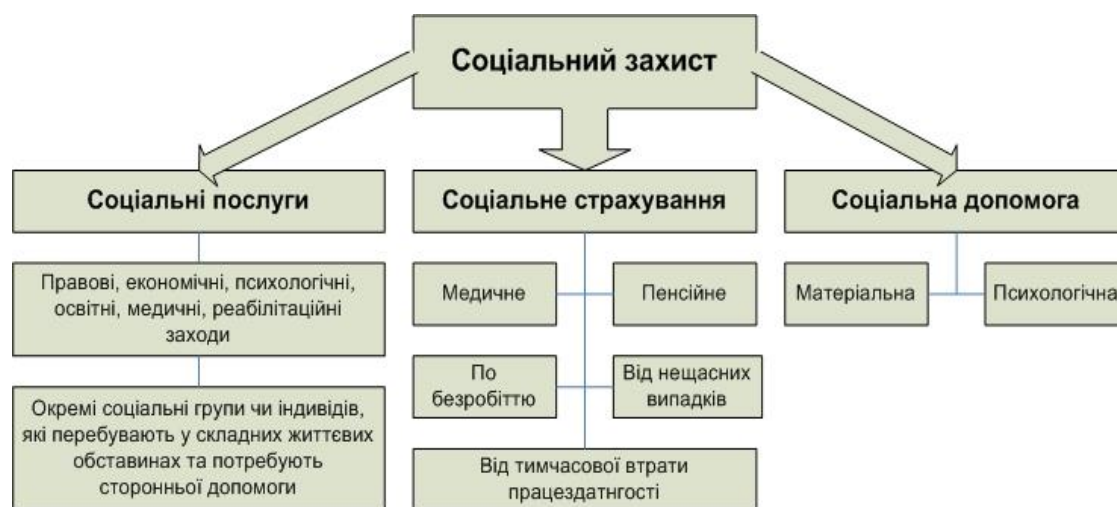 Соціальний захист
Соціальні послуги
Правові, економічні, психологічні,
освітні, медичні, реабілітаційні
заходи
Окремі соціальні групи чи індивідів,
які перебувають у складних життєвих
обставинах та потребують
сторонньої допомоги
Соціальне страхування
Медичне
Пенсійне
По
безробіттю
Від нещасних
випадків
Від тимчасової втрати
працездатнгості
Соціальна допомога
Матеріальна
Психологічна